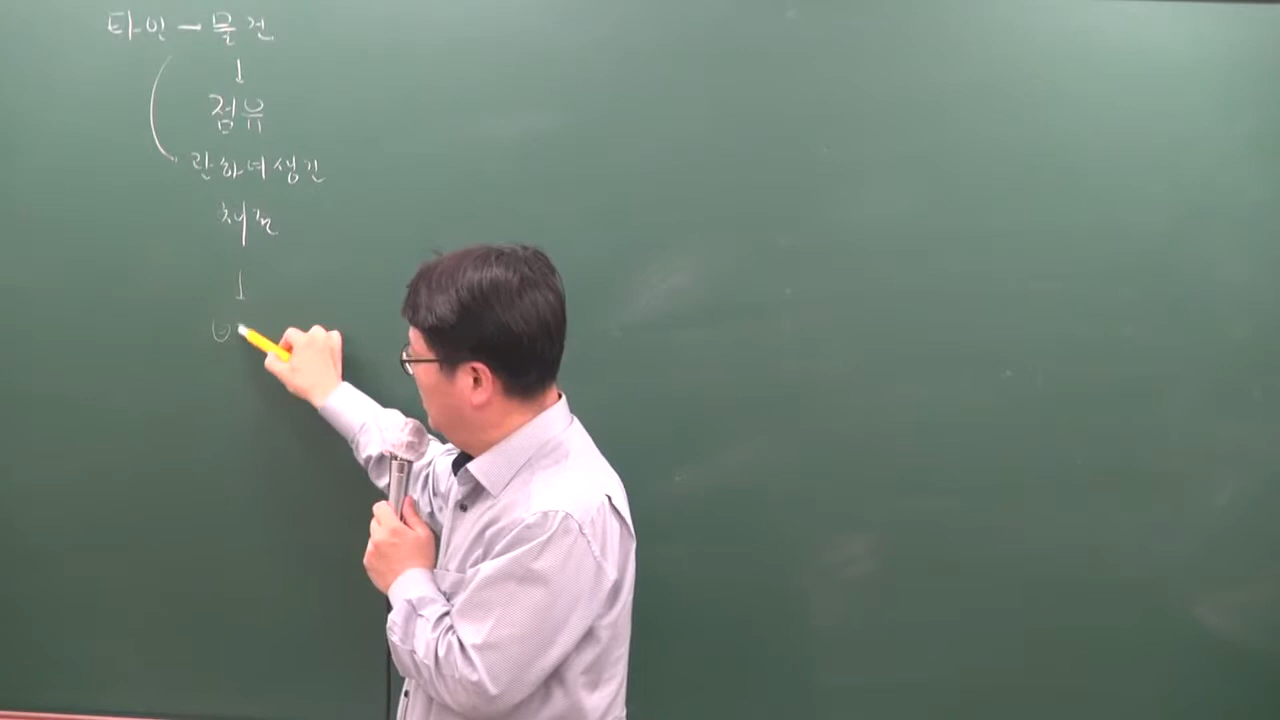 타인 - 물건
↓
점유
관하여 생긴
채권
↓